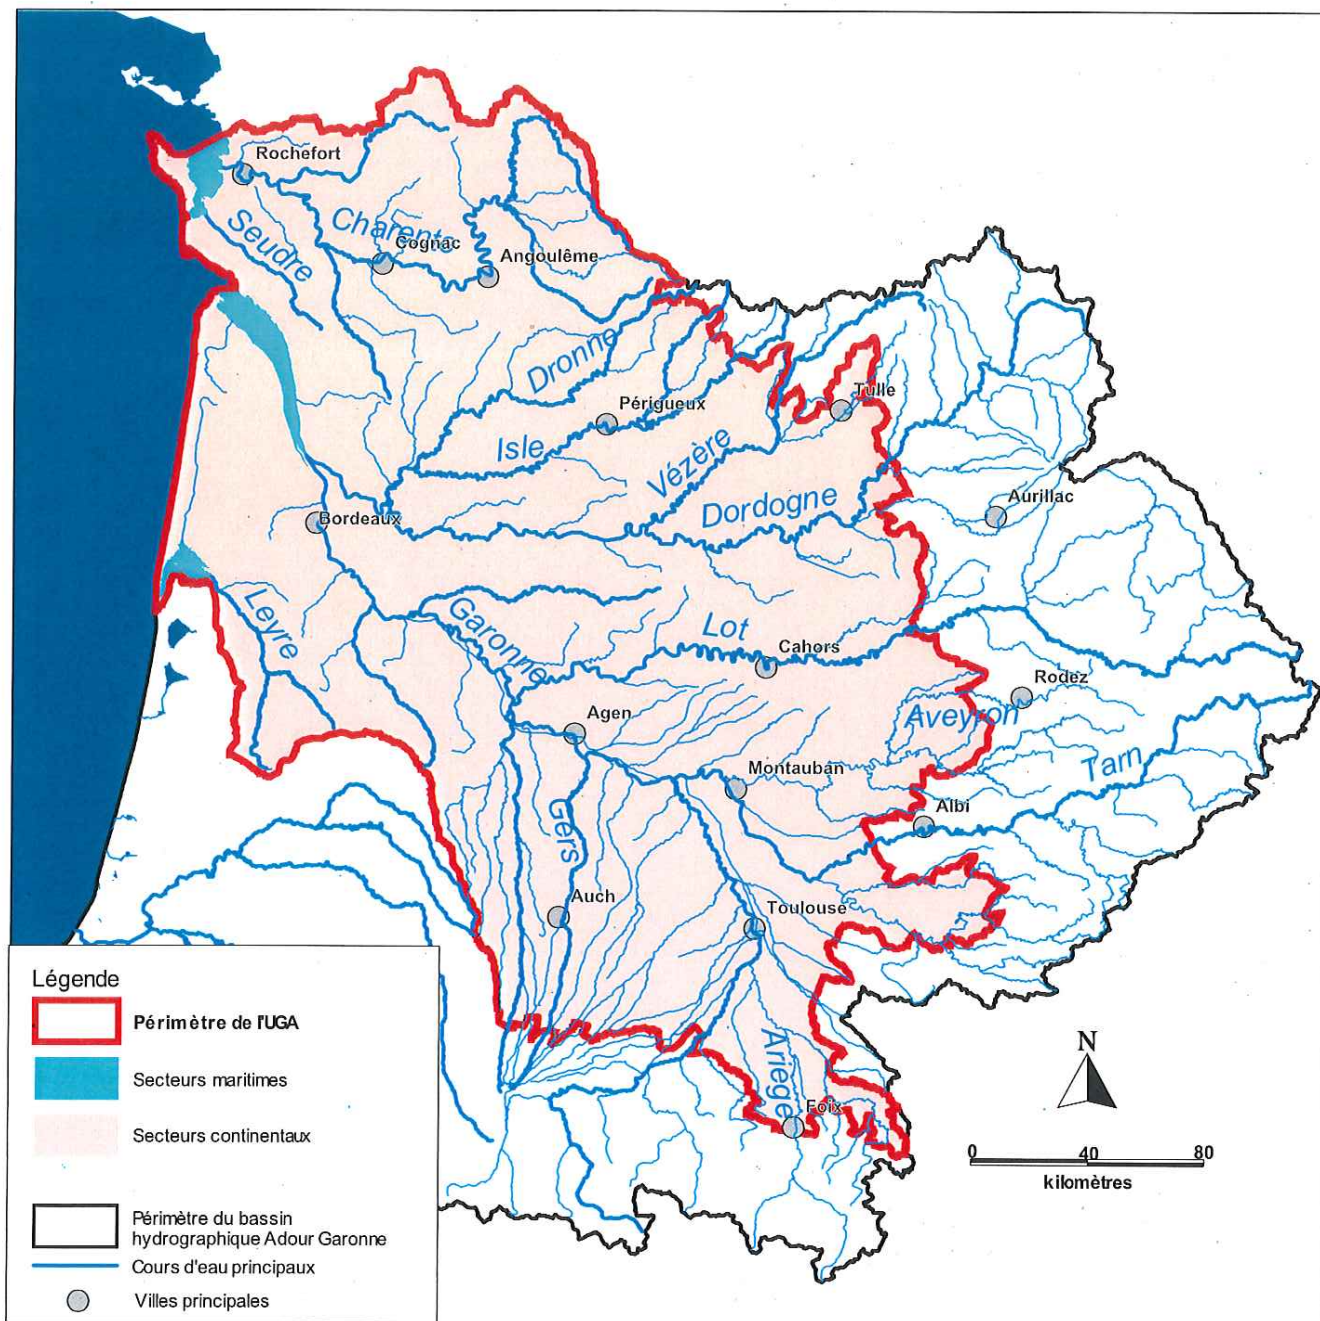 Rochefort
Seudre
Charente
Cognac
Angoulême
Dronne
Périgueux
Tulle
Isle
Vézère
Dordogne
Aurillac
Bordeaux
Leyre
Garonne
Lot
Cahors
Rodez
Agen
Aveyron
Montauban
Tarn
Albi
Gers
Auch
Toulouse
Ariège
Foix
Légende
Périmètre de l'UGA
Secteurs maritimes
Secteurs continentaux
Périmètre du bassin
hydrographique Adour Garonne
Cours d'eau principaux
Villes principales
N
0 40 80
kilomètres